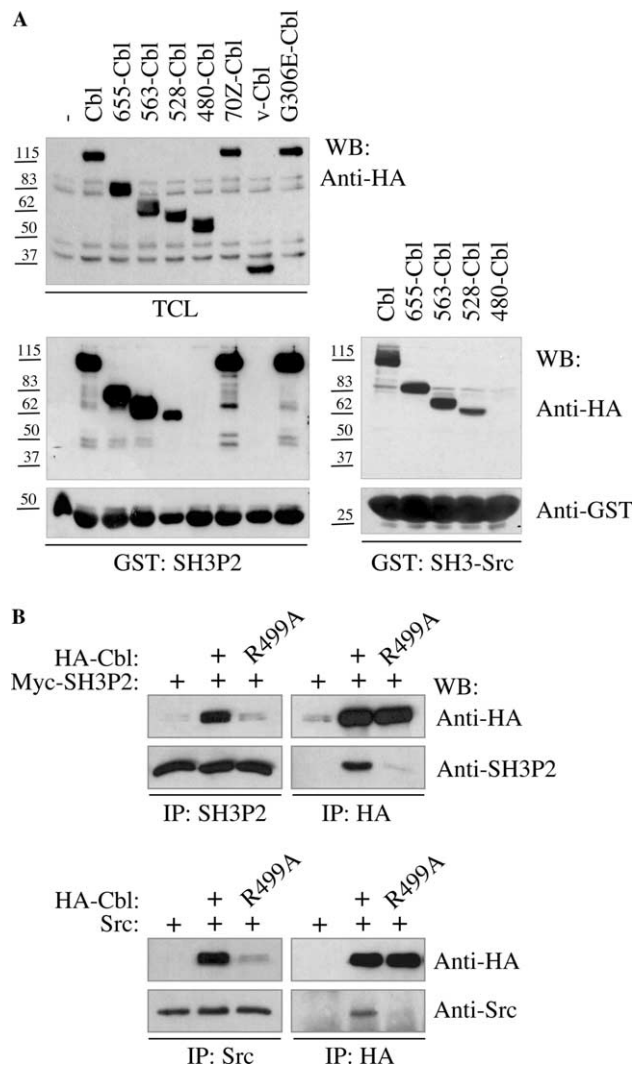 A
-
Cbl
655-Cbl
563-Cbl
528-Cbl
480-Cbl
70Z-Cbl
v-Cbl
G306E-Cbl
115
83
62
50
37
WB:
Anti-HA
TCL
Cbl
655-Cbl
563-Cbl
528-Cbl
480-Cbl
115
83
62
50
37
115
83
62
50
37
WB:
Anti-HA
50
25
Anti-GST
GST: SH3P2
GST: SH3-Src
B
HA-Cbl: + R499A + R499A
Myc-SH3P2: + + + + + + WB:
Anti-HA
Anti-SH3P2
IP: SH3P2 IP: HA
HA-Cbl: + R499A + R499A
Src: + + + + + +
Anti-HA
Anti-Src
IP: Src IP: HA